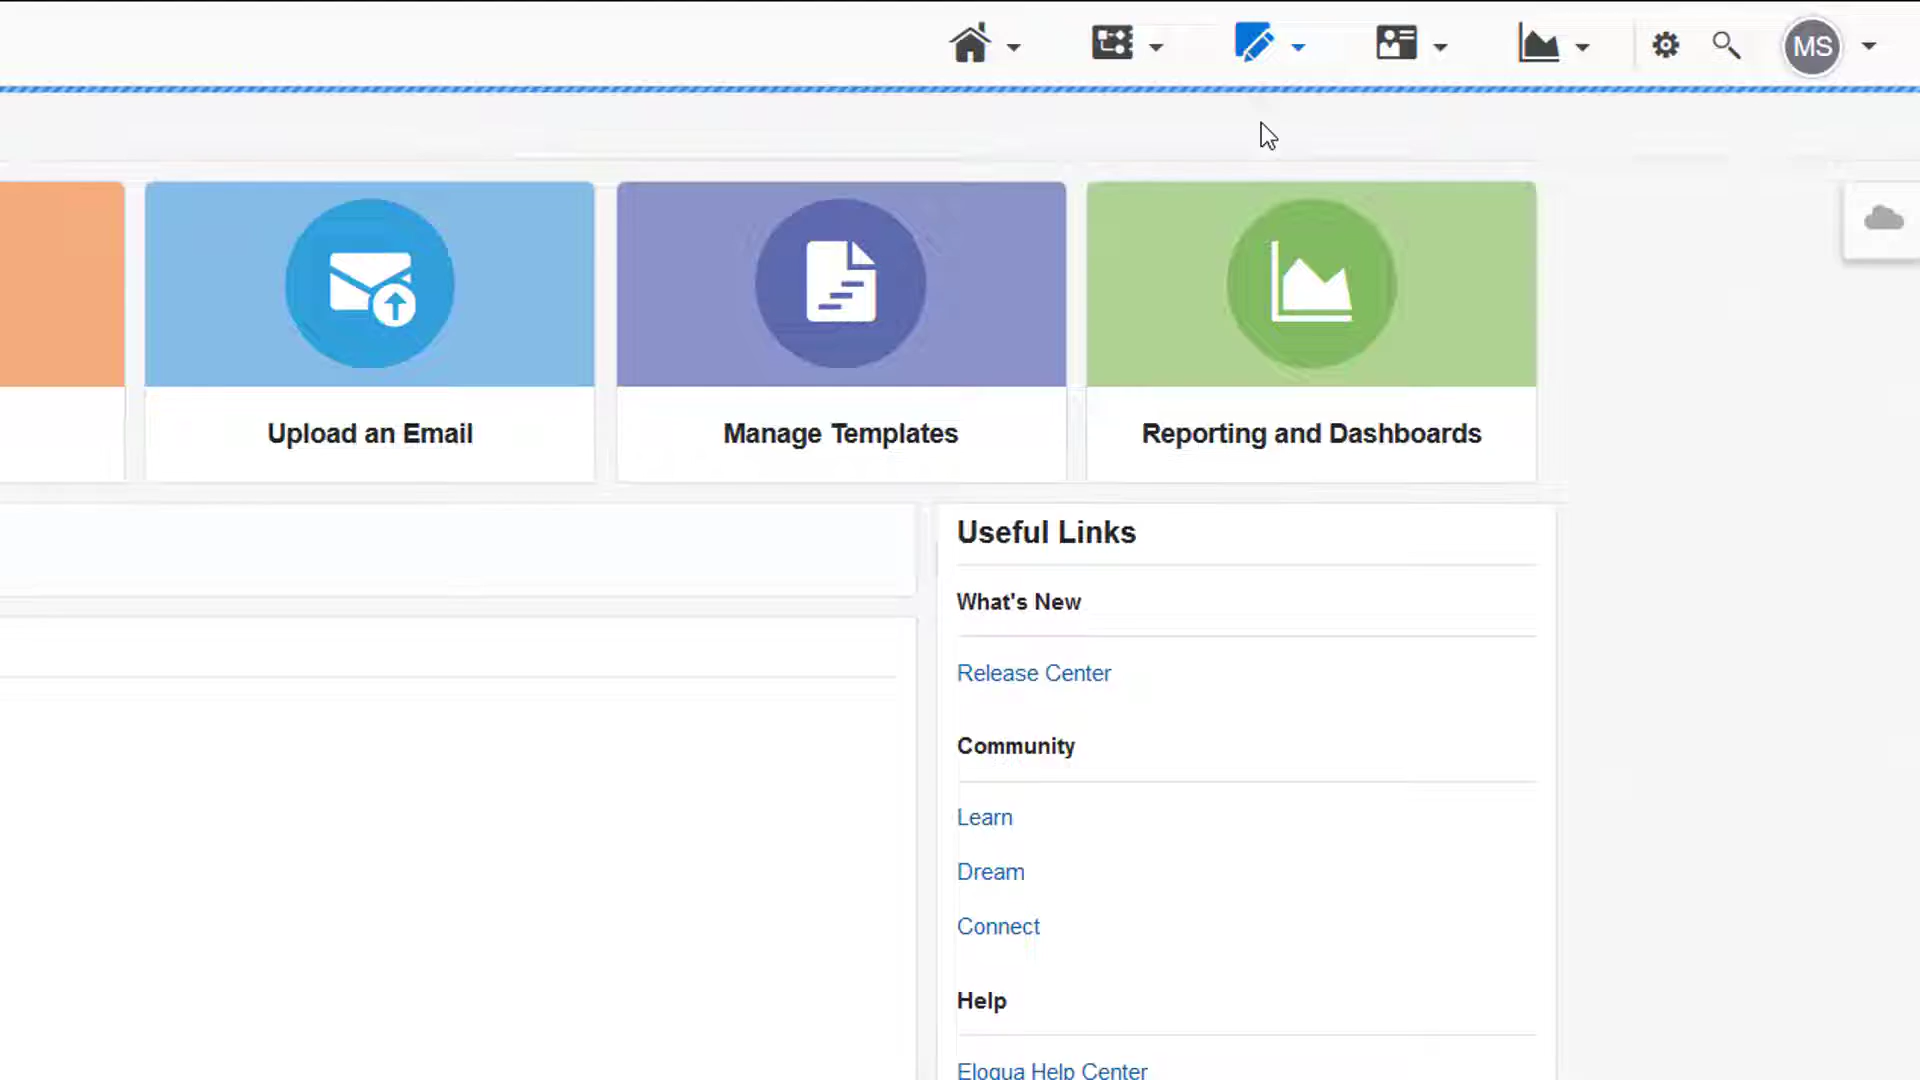 MS
Upload an Email
Manage Templates
Reporting and Dashboards
Useful Links
What's New
Release Center
Community
Learn
Dream
Connect
Help
Eloqua Help Center